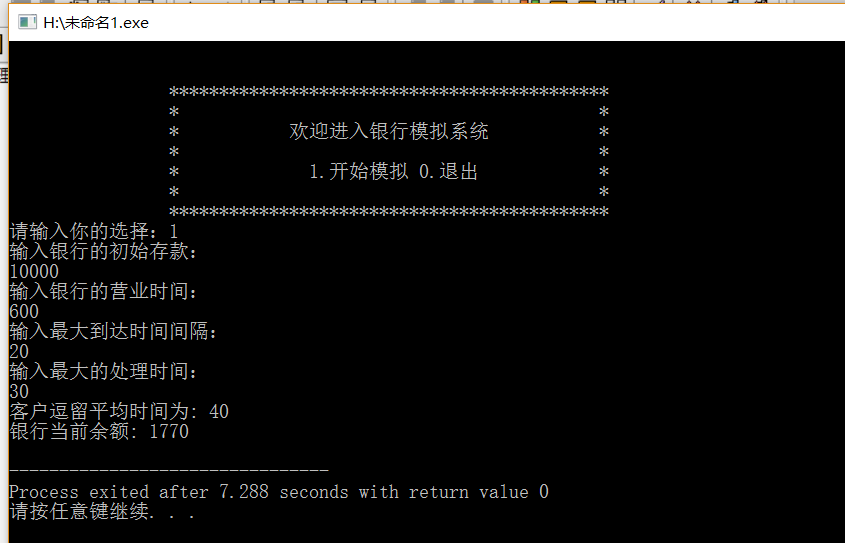 H:\未命名1.exe
********************************************
* *
* 欢迎进入银行模拟系统 *
* *
* 1.开始模拟 0.退出 *
* *
********************************************
请输入你的选择：1
输入银行的初始存款：
10000
输入银行的营业时间：
600
输入最大到达时间间隔：
20
输入最大的处理时间：
30
客户逗留平均时间为: 40
银行当前余额: 1770
--------------------------------
Process exited after 7.288 seconds with return value 0
请按任意键继续. . .